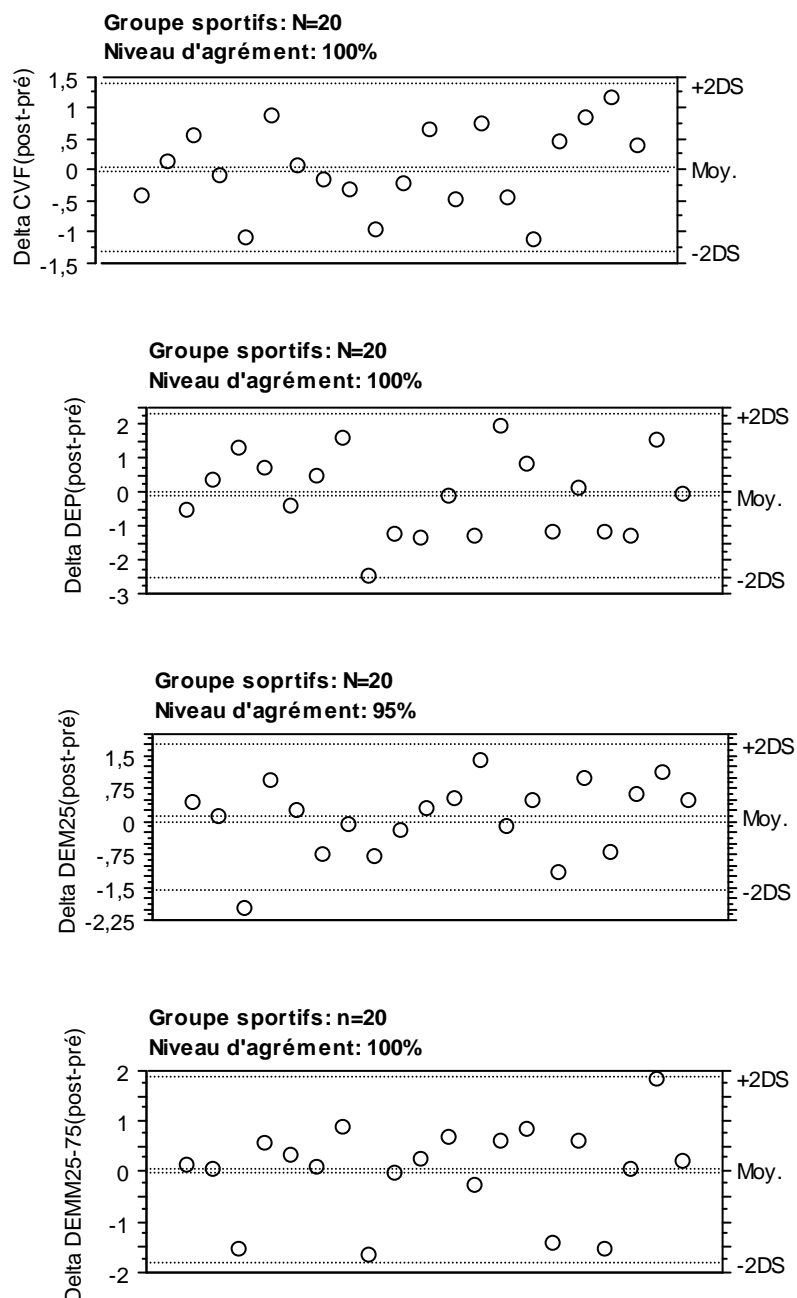 Groupe sportifs: N=20
Niveau d'agrément: 100%
Delta CVF(post-pré)
1,5
1
,5
0
-,5
-1
-1,5
+2DS
Moy.
-2DS
Groupe sportifs: N=20
Niveau d'agrément: 100%
Delta DEP(post-pré)
2
1
0
-1
-2
-3
+2DS
Moy.
-2DS
Groupe soprtifs: N=20
Niveau d'agrément: 95%
Delta DEM25(post-pré)
1,5
,75
0
-,75
-1,5
-2,25
+2DS
Moy.
-2DS
Groupe sportifs: n=20
Niveau d'agrément: 100%
Delta DEMM25-75(post-pré)
2
1
0
-1
-2
+2DS
Moy.
-2DS